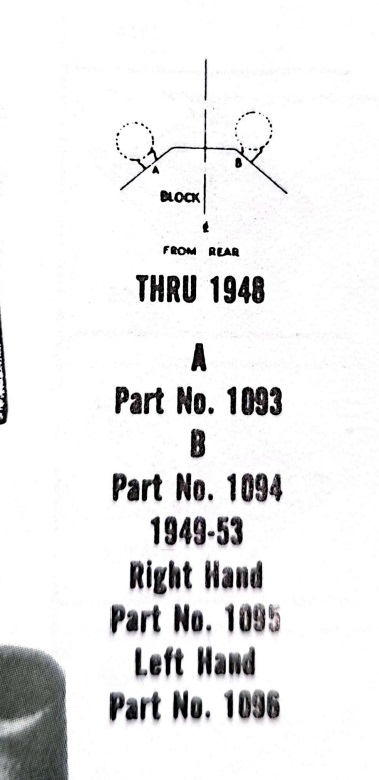 A B
BLOCK
℄
FROM REAR
THRU 1948
A
Part No. 1093
B
Part No. 1094
1949-53
Right Hand
Part No. 1095
Left Hand
Part No. 1096